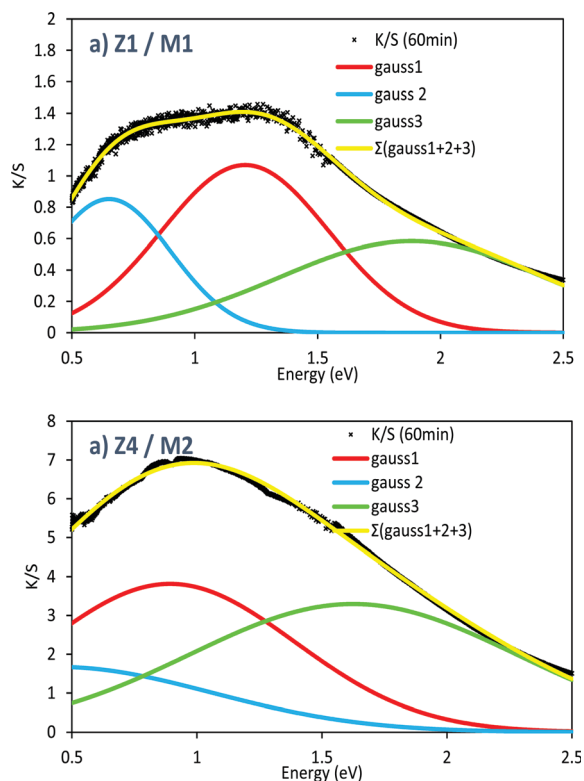 a) Z1 / M1
K/S (60min)
gauss1
gauss 2
gauss3
Σ(gauss1+2+3)
2
1.8
1.6
1.4
1.2
1
0.8
0.6
0.4
0.2
0
K/S
0.5 1 1.5 2 2.5
Energy (eV)
a) Z4 / M2
K/S (60min)
gauss1
gauss 2
gauss3
Σ(gauss1+2+3)
8
7
6
5
4
3
2
1
0
K/S
0.5 1 1.5 2 2.5
Energy (eV)